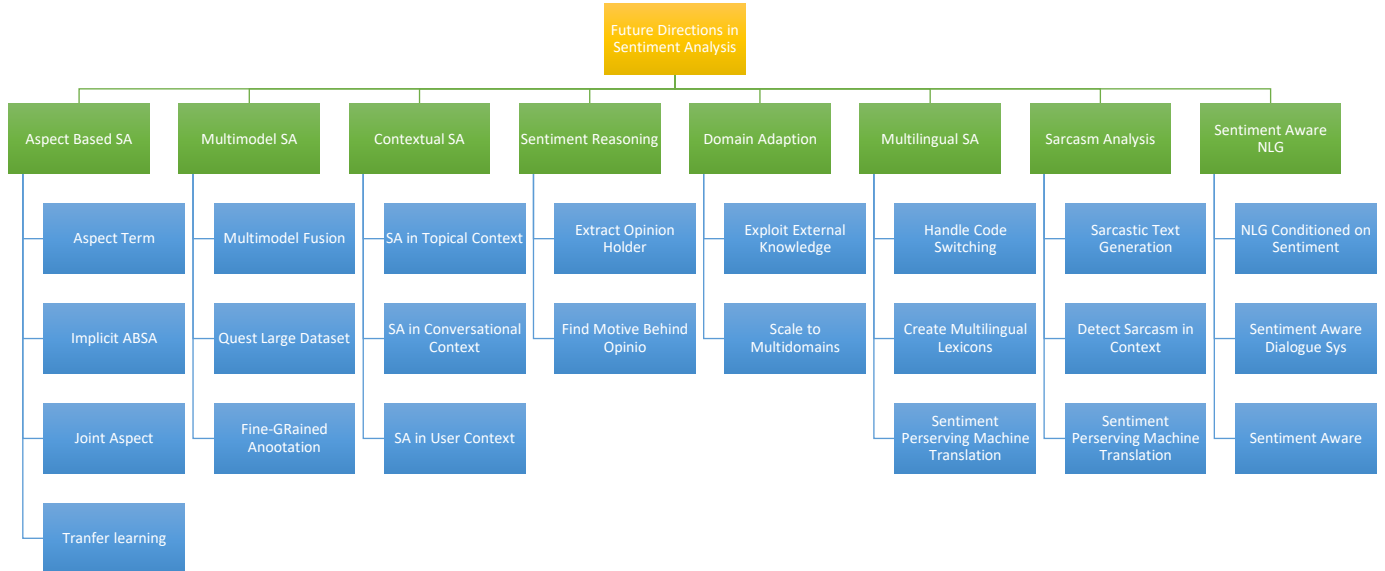 Future Directions in
Sentiment Analysis
Aspect Based SA
Multimodel SA
Contextual SA
Sentiment Reasoning
Domain Adaption
Multilingual SA
Sarcasm Analysis
Sentiment Aware
NLG
Aspect Term
Multimodel Fusion
SA in Topical Context
Extract Opinion
Holder
Exploit External
Knowledge
Handle Code
Switching
Sarcastic Text
Generation
NLG Conditioned on
Sentiment
Implicit ABSA
Quest Large Dataset
SA in Conversational
Context
Find Motive Behind
Opinio
Scale to
Multidomains
Create Multilingual
Lexicons
Detect Sarcasm in
Context
Sentiment Aware
Dialogue Sys
Joint Aspect
Fine-GRained
Anootation
SA in User Context
Sentiment
Perserving Machine
Translation
Sentiment
Perserving Machine
Translation
Sentiment Aware
Tranfer learning